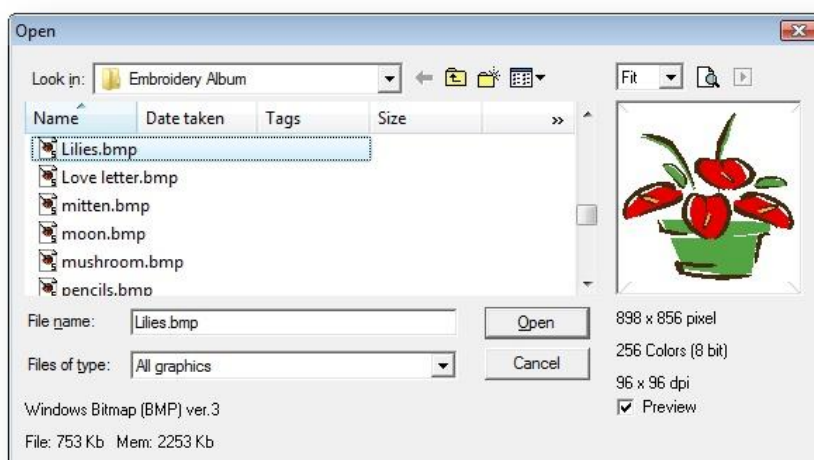 Open
Look in: Embroidery Album
Fit
Name Date taken Tags Size »
Lilies.bmp
Love letter.bmp
mitten.bmp
moon.bmp
mushroom.bmp
pencils.bmp
File name: Lilies.bmp Open
Files of type: All graphics Cancel
Windows Bitmap (BMP) ver.3
File: 753 Kb Mem: 2253 Kb
898 x 856 pixel
256 Colors (8 bit)
96 x 96 dpi
Preview